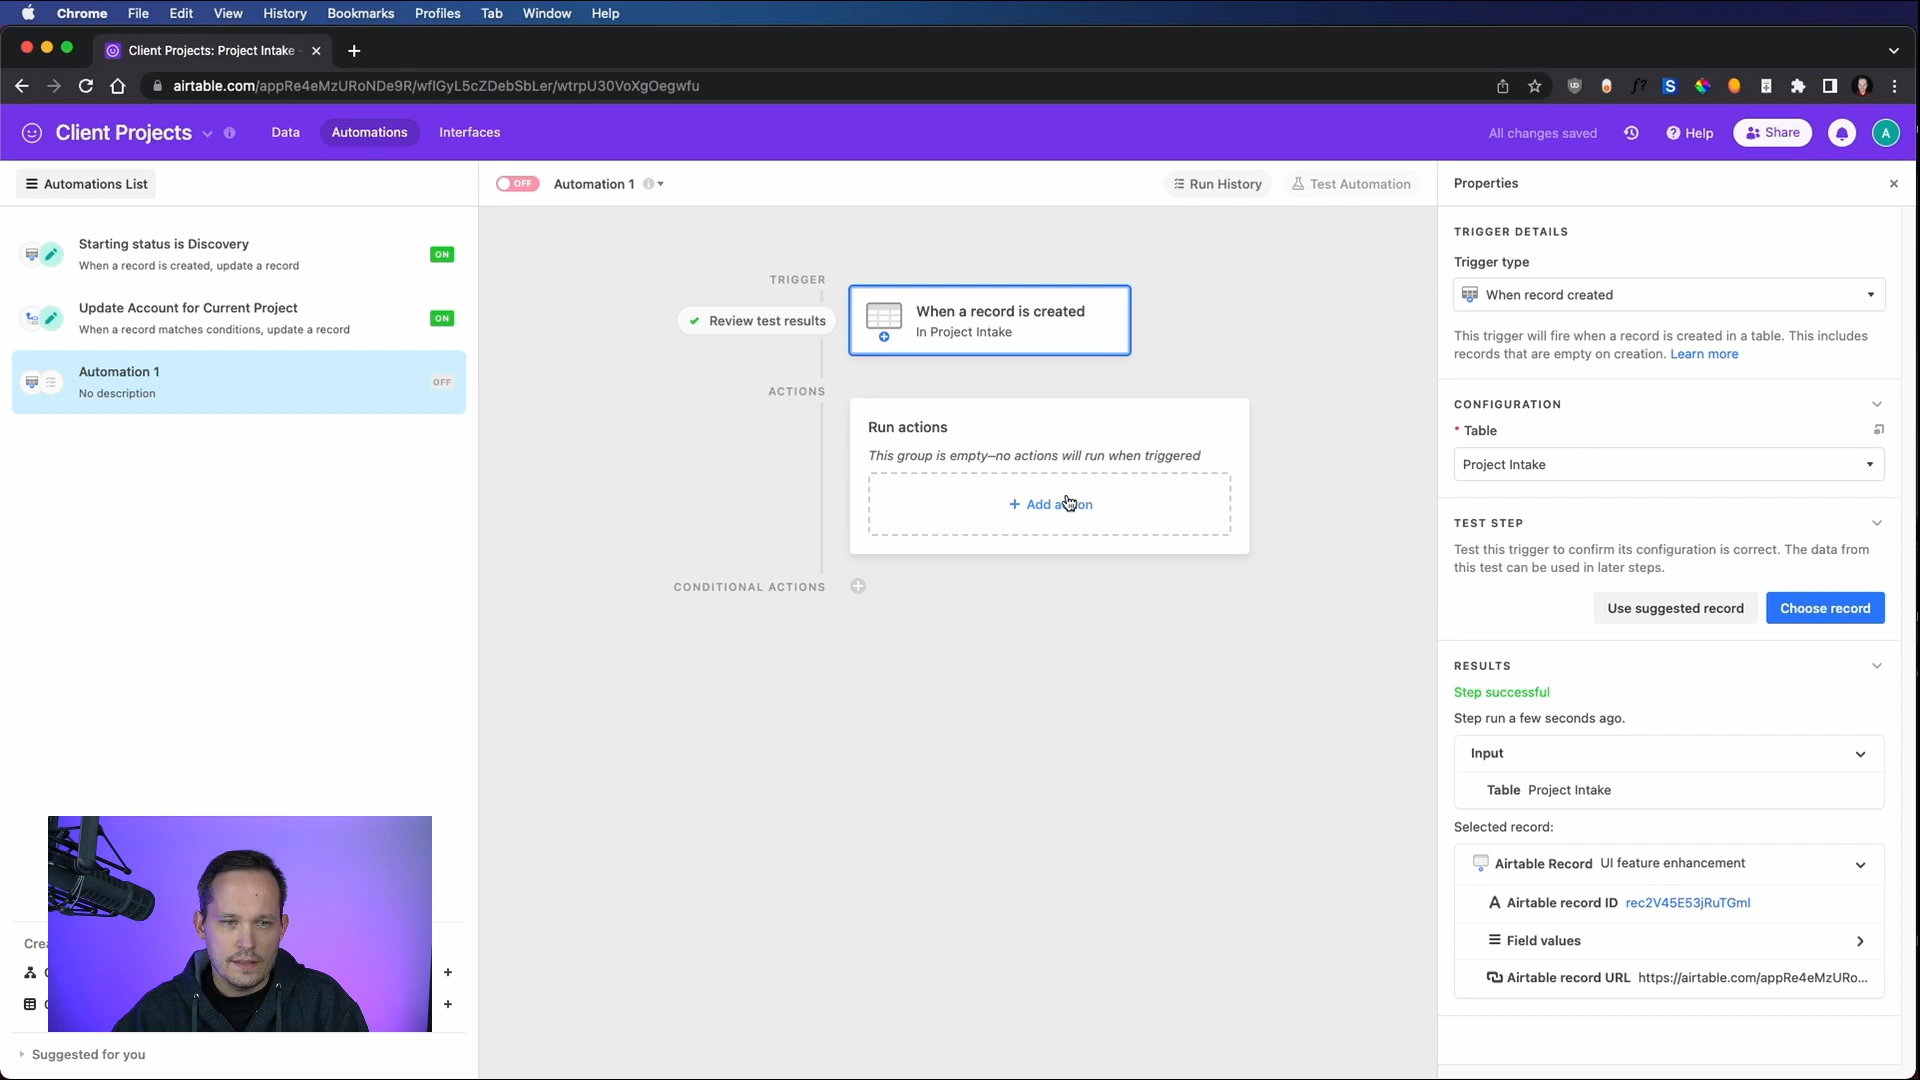 Chrome File Edit View History Bookmarks Profiles Tab Window Help
Client Projects: Project Intake
airtable.com/appRe4eMzURoNDe9R/wflGyL5cZDebSbLer/wtrpU30VoXgOegwfu
Client Projects Data Automations Interfaces All changes saved Help Share A
Automations List
OFF Automation 1 Run History Test Automation
Properties
Starting status is Discovery
When a record is created, update a record
ON
Update Account for Current Project
When a record matches conditions, update a record
ON
Automation 1
No description
OFF
Suggested for you
TRIGGER
Review test results
When a record is created
In Project Intake
ACTIONS
Run actions
This group is empty—no actions will run when triggered
+ Add action
CONDITIONAL ACTIONS
TRIGGER DETAILS
Trigger type
When record created
This trigger will fire when a record is created in a table. This includes
records that are empty on creation. Learn more
CONFIGURATION
* Table
Project Intake
TEST STEP
Test this trigger to confirm its configuration is correct. The data from
this test can be used in later steps.
Use suggested record Choose record
RESULTS
Step successful
Step run a few seconds ago.
Input
Table Project Intake
Selected record:
Airtable Record UI feature enhancement
Airtable record ID rec2V45E53jRuTGml
Field values
Airtable record URL https://airtable.com/appRe4eMzURo...